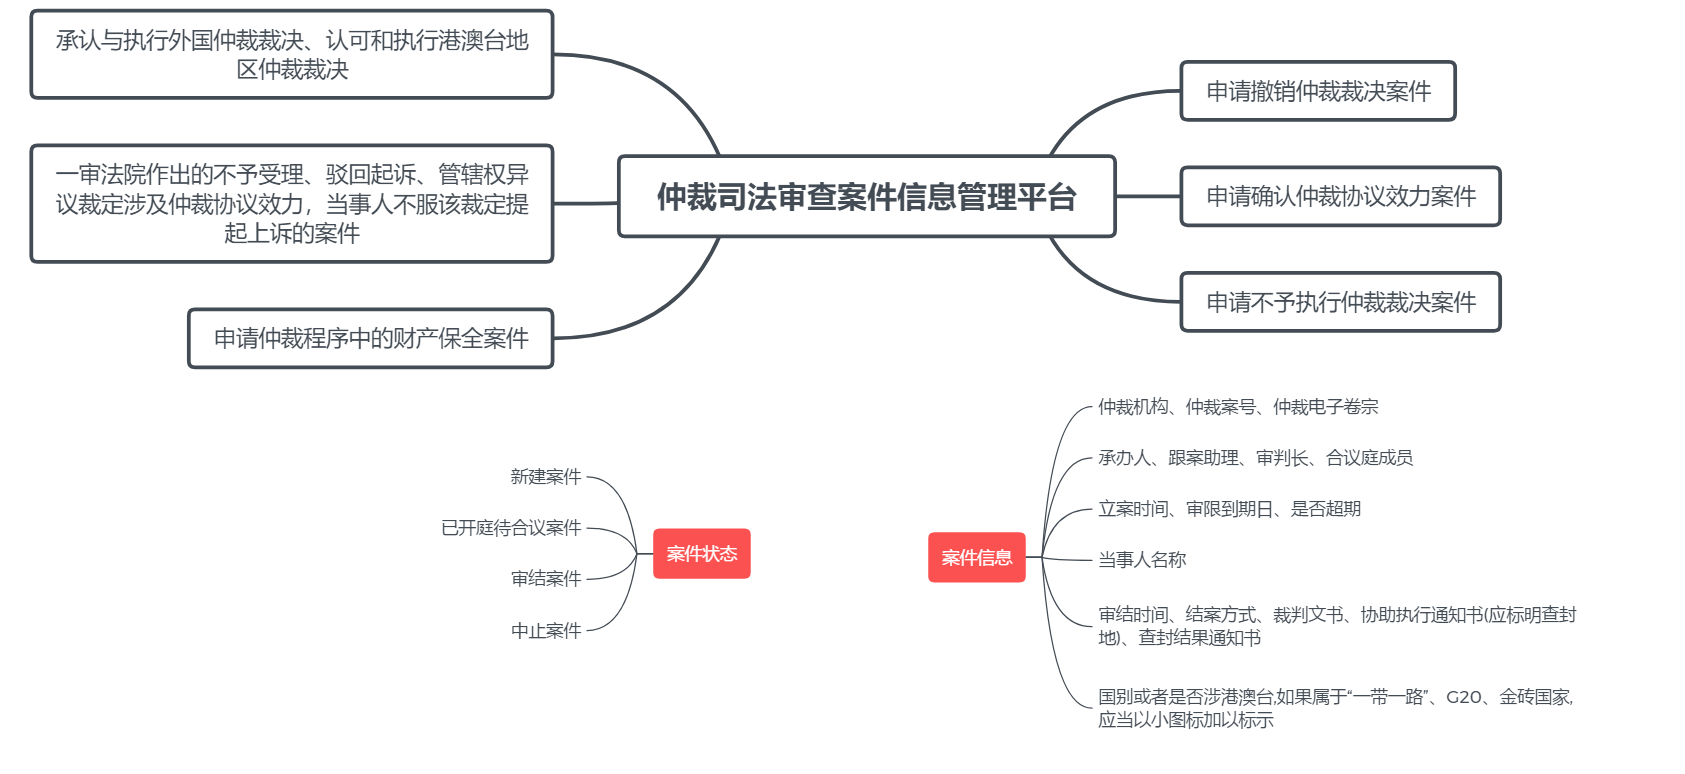 承认与执行外国仲裁裁决、认可和执行港澳台地
区仲裁裁决
一审法院作出的不予受理、驳回起诉、管辖权异
议裁定涉及仲裁协议效力，当事人不服该裁定提
起上诉的案件
申请仲裁程序中的财产保全案件
仲裁司法审查案件信息管理平台
申请撤销仲裁裁决案件
申请确认仲裁协议效力案件
申请不予执行仲裁裁决案件
新建案件
已开庭待合议案件
审结案件
中止案件
案件状态
案件信息
仲裁机构、仲裁案号、仲裁电子卷宗
承办人、跟案助理、审判长、合议庭成员
立案时间、审限到期日、是否超期
当事人名称
审结时间、结案方式、裁判文书、协助执行通知书(应标明查封
地)、查封结果通知书
国别或者是否涉港澳台,如果属于“一带一路”、G20、金砖国家,
应当以小图标加以标示